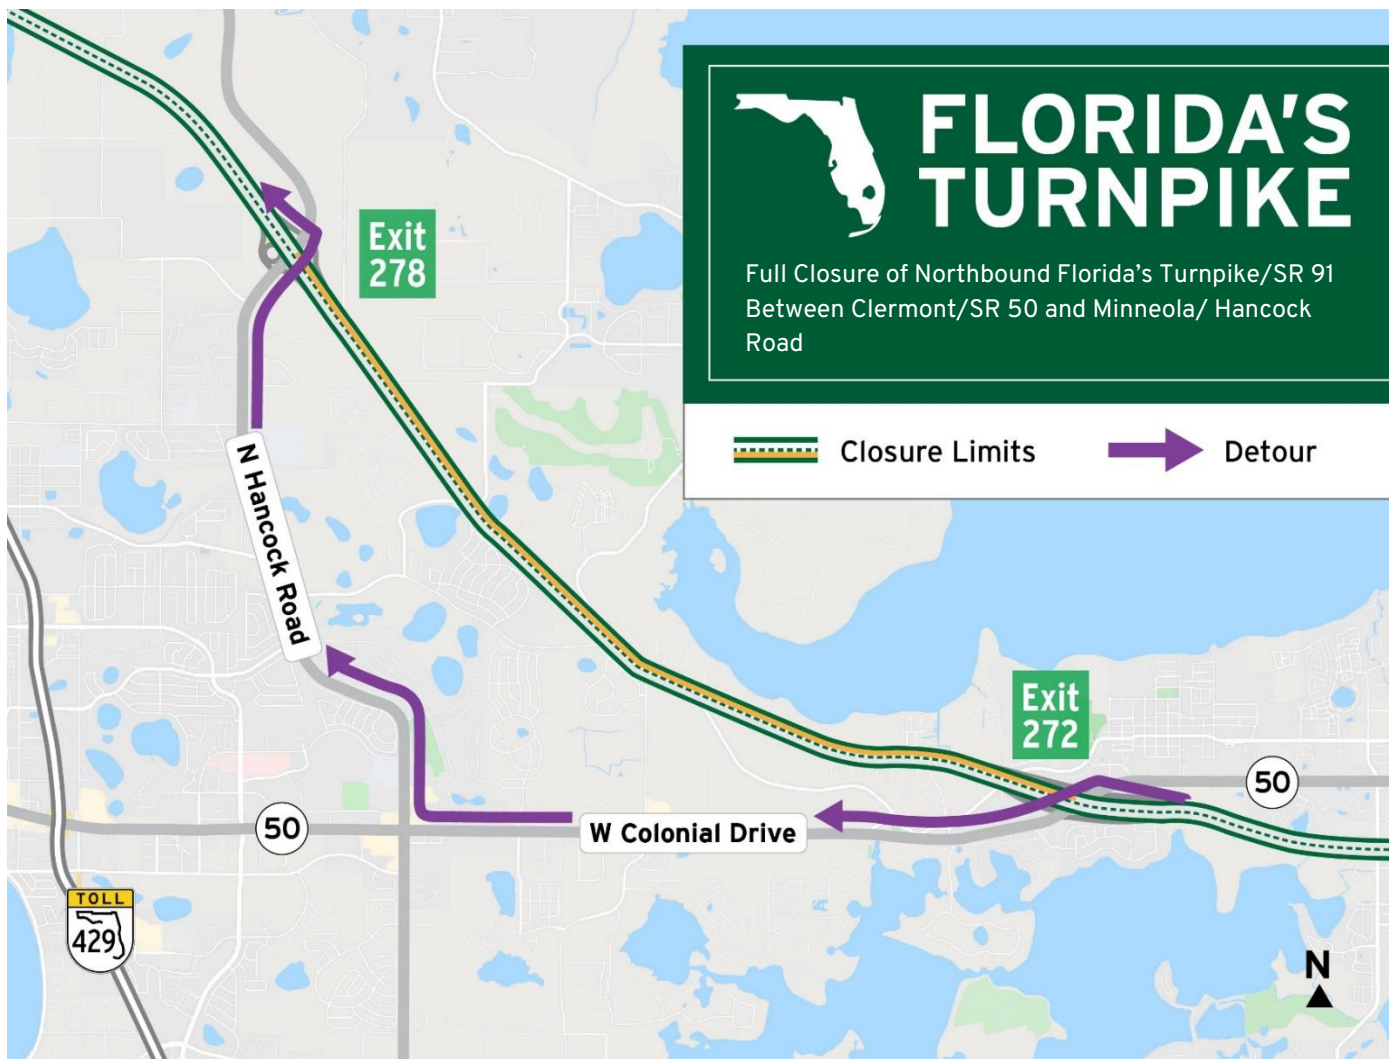 FLORIDA'S
TURNPIKE
Full Closure of Northbound Florida's Turnpike/SR 91
Between Clermont/SR 50 and Minneola/ Hancock
Road
Closure Limits
Detour
Exit
278
N Hancock Road
Exit
272
50
50
W Colonial Drive
TOLL
429
N